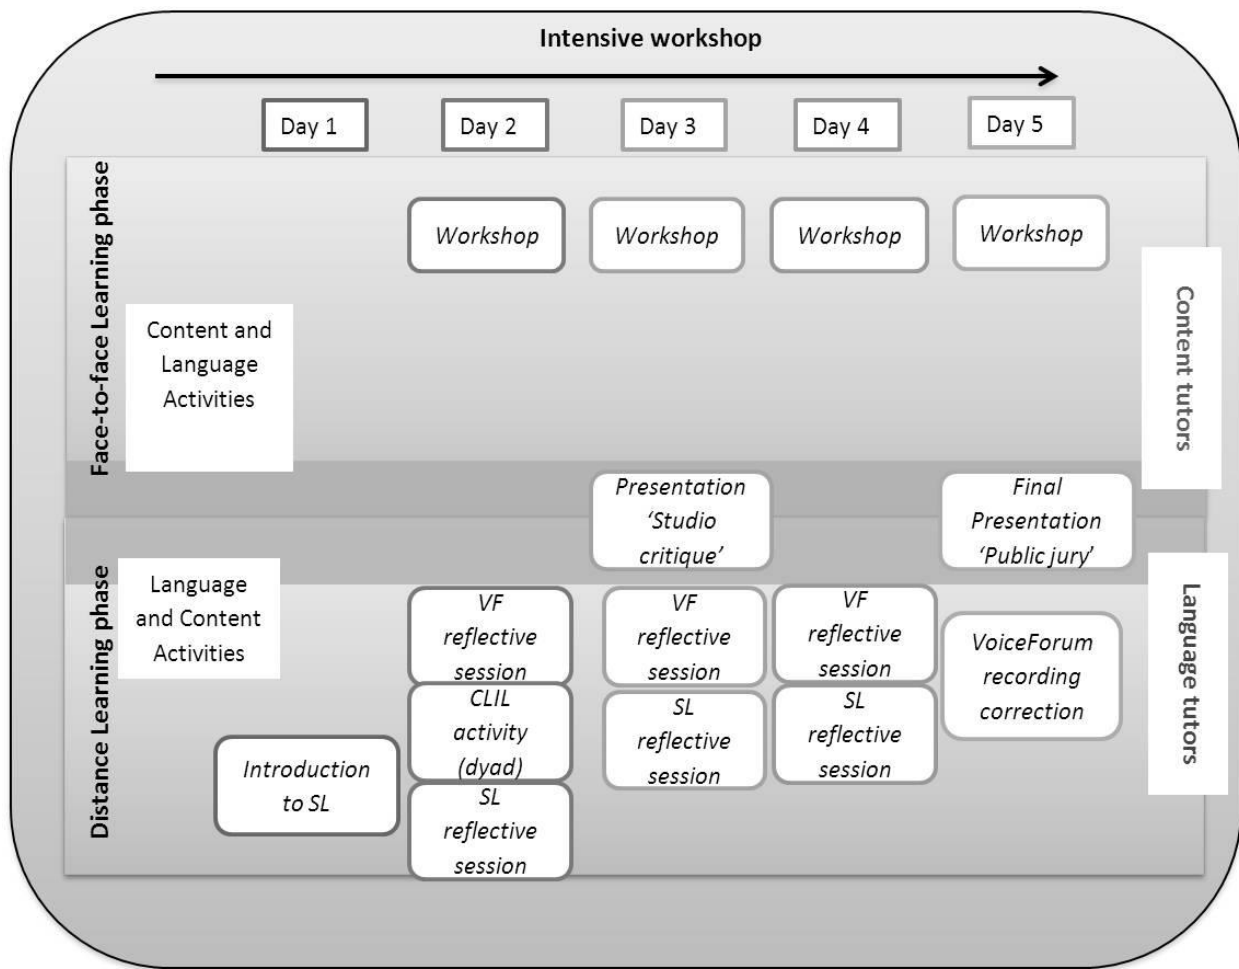 Intensive workshop
Day 1
Day 2
Day 3
Day 4
Day 5
Face-to-face Learning phase
Workshop
Workshop
Workshop
Workshop
Content and
Language
Activities
Content tutors
Presentation
‘Studio
critique’
Final
Presentation
‘Public jury’
Distance Learning phase
Language
and Content
Activities
Language tutors
Introduction
to SL
VF
reflective
session
CLIL
activity
(dyad)
SL
reflective
session
VF
reflective
session
SL
reflective
session
VF
reflective
session
SL
reflective
session
VoiceForum
recording
correction